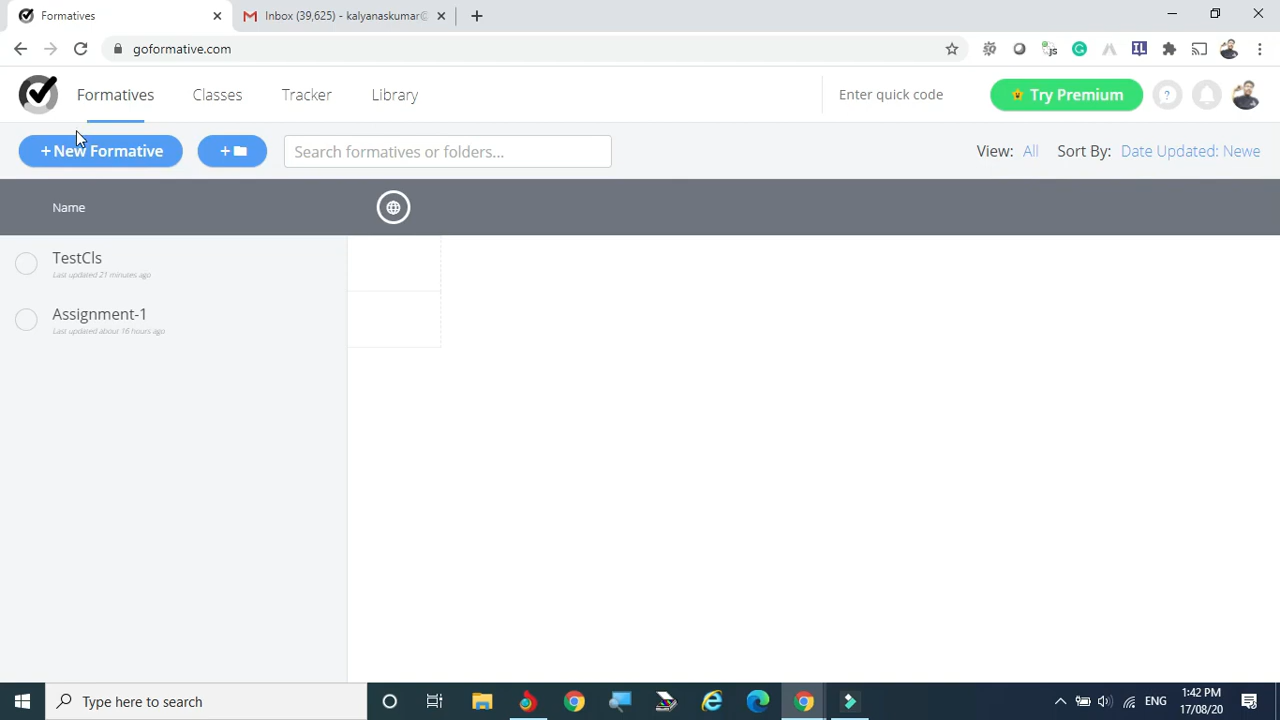 Formatives
Inbox (39,625) - kalyanaskumar@
goformative.com
Formatives
Classes
Tracker
Library
Enter quick code
Try Premium
?
+ New Formative
+
Search formatives or folders...
View: All
Sort By: Date Updated: Newe
Name
TestCls
Last updated 21 minutes ago
Assignment-1
Last updated about 16 hours ago
Type here to search
ENG
1:42 PM
17/08/20